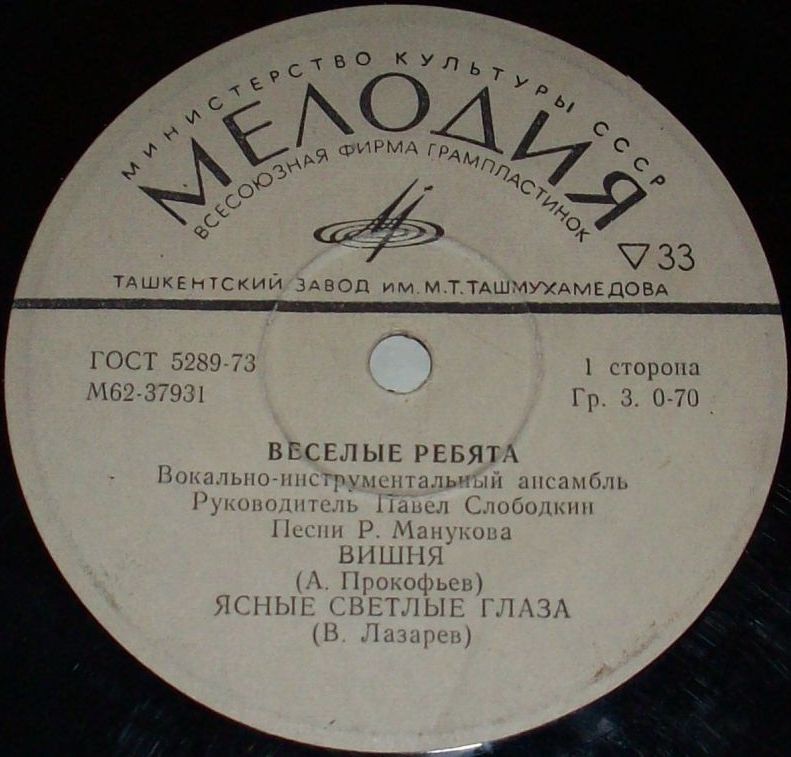 МИНИСТЕРСТВО КУЛЬТУРЫ СССР
МЕЛОДИЯ
ВСЕСОЮЗНАЯ ФИРМА ГРАМПЛАСТИНОК
33
ТАШКЕНТСКИЙ ЗАВОД ИМ. М.Т.ТАШМУХАМЕДОВА
ГОСТ 5289-73
М62-37931
1 сторона
Гр. 3. 0-70
ВЕСЕЛЫЕ РЕБЯТА
Вокально-инструментальный ансамбль
Руководитель Павел Слободкин
Песни Р. Манукова
ВИШНЯ
(А. Прокофьев)
ЯСНЫЕ СВЕТЛЫЕ ГЛАЗА
(В. Лазарев)